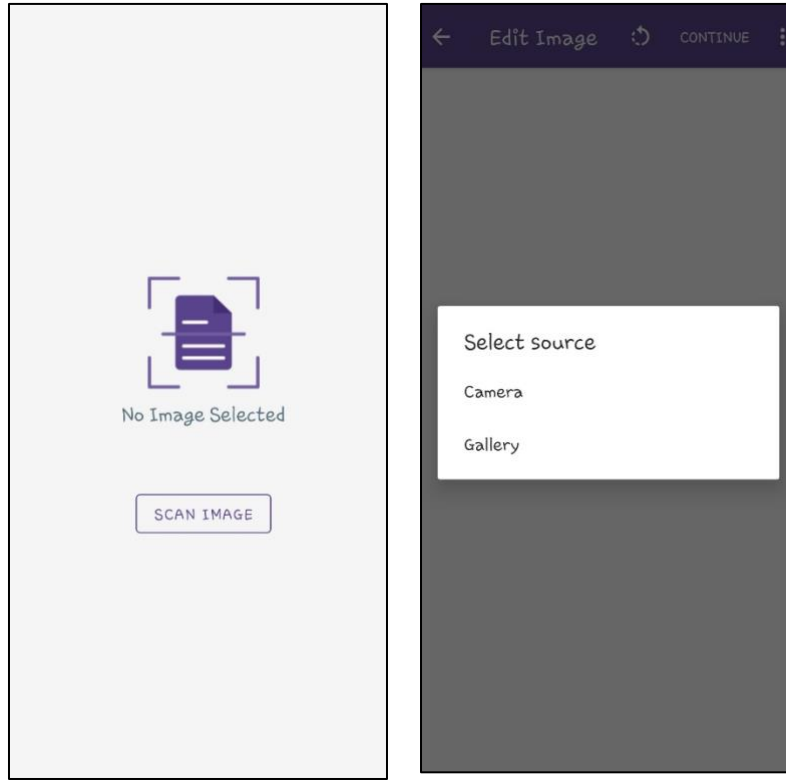 No Image Selected
SCAN IMAGE
Edit Image CONTINUE
Select source
Camera
Gallery